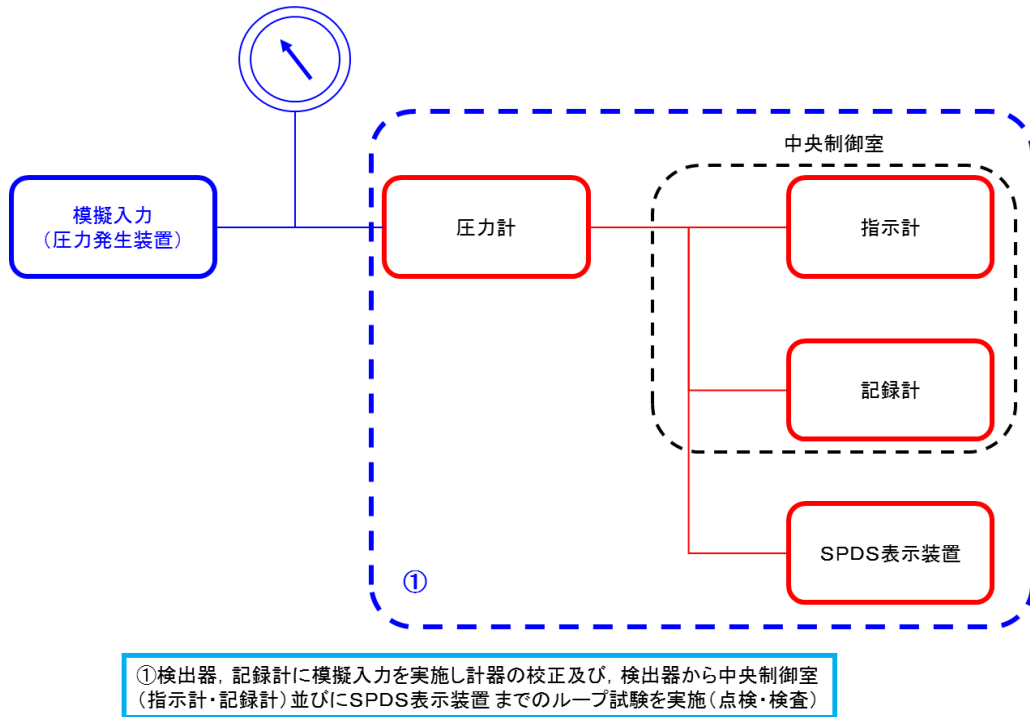 中央制御室
模擬入力
（圧力発生装置）
圧力計
指示計
記録計
SPDS表示装置
①
①検出器，記録計に模擬入力を実施し計器の校正及び，検出器から中央制御室
（指示計・記録計）並びにSPDS表示装置 までのループ試験を実施（点検・検査）